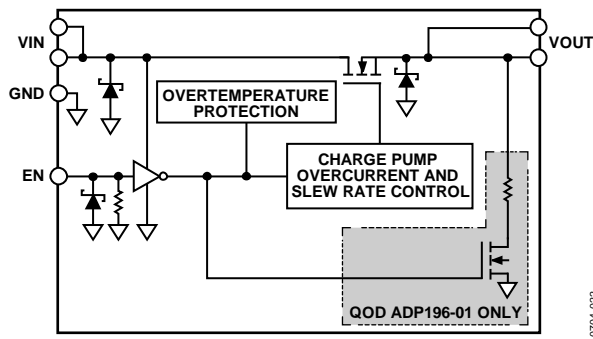 VIN
VOUT
GND
OVERTEMPERATURE
PROTECTION
EN
CHARGE PUMP
OVERCURRENT AND
SLEW RATE CONTROL
QOD ADP196-01 ONLY